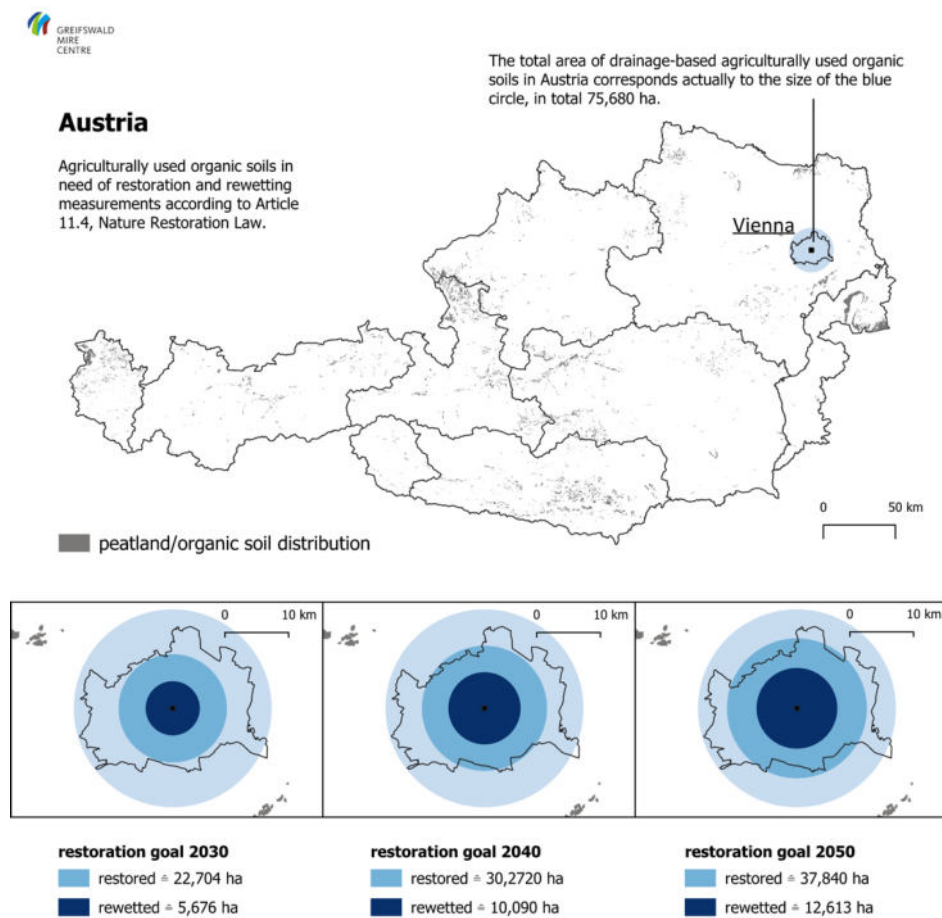 GREIFSWALD
MIRE
CENTRE
The total area of drainage-based agriculturally used organic
soils in Austria corresponds actually to the size of the blue
circle, in total 75,680 ha.
Austria
Agriculturally used organic soils in
need of restoration and rewetting
measurements according to Article
11.4, Nature Restoration Law.
Vienna
0 50 km
peatland/organic soil distribution
0 10 km
0 10 km
0 10 km
restoration goal 2030
restored ≙ 22,704 ha
rewetted ≙ 5,676 ha
restoration goal 2040
restored ≙ 30,2720 ha
rewetted ≙ 10,090 ha
restoration goal 2050
restored ≙ 37,840 ha
rewetted ≙ 12,613 ha